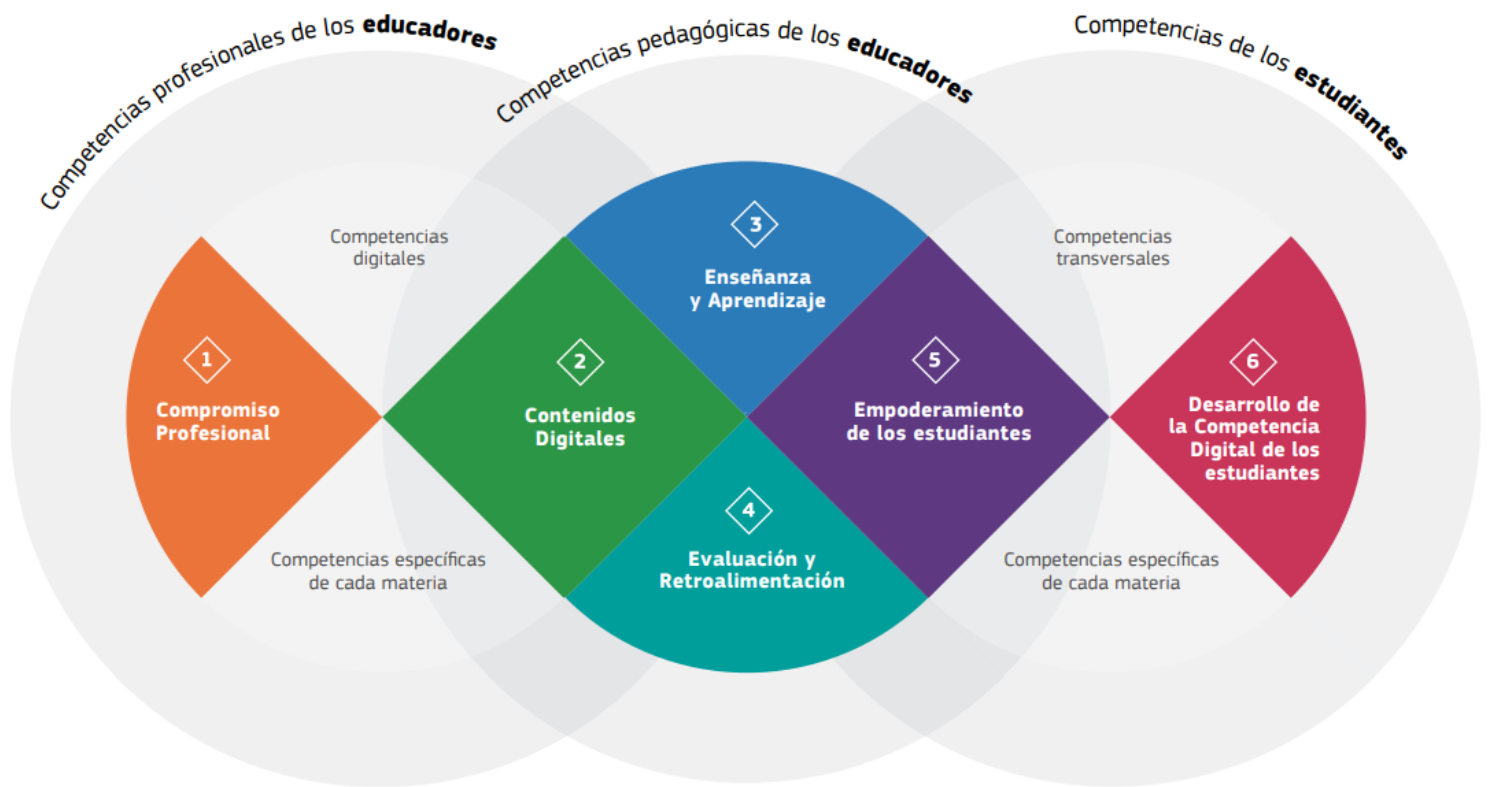 Competencias profesionales de los educadores
Competencias pedagógicas de los educadores
Competencias de los estudiantes
Competencias
digitales
Competencias
transversales
1
Compromiso
Profesional
2
Contenidos
Digitales
3
Enseñanza
y Aprendizaje
4
Evaluación y
Retroalimentación
5
Empoderamiento
de los estudiantes
6
Desarrollo de
la Competencia
Digital de los
estudiantes
Competencias específicas
de cada materia
Competencias específicas
de cada materia